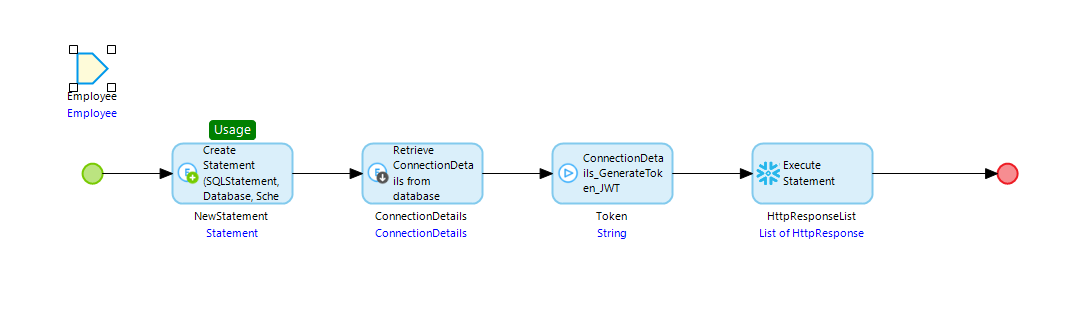 Employee
Employee
Usage
Create
Statement
(SQLStatement,
Database, Sche
NewStatement
Statement
Retrieve
ConnectionDeta
ils from
database
ConnectionDetails
ConnectionDetails
ConnectionDeta
ils_GenerateTok
en_JWT
Token
String
Execute
Statement
HttpResponseList
List of HttpResponse